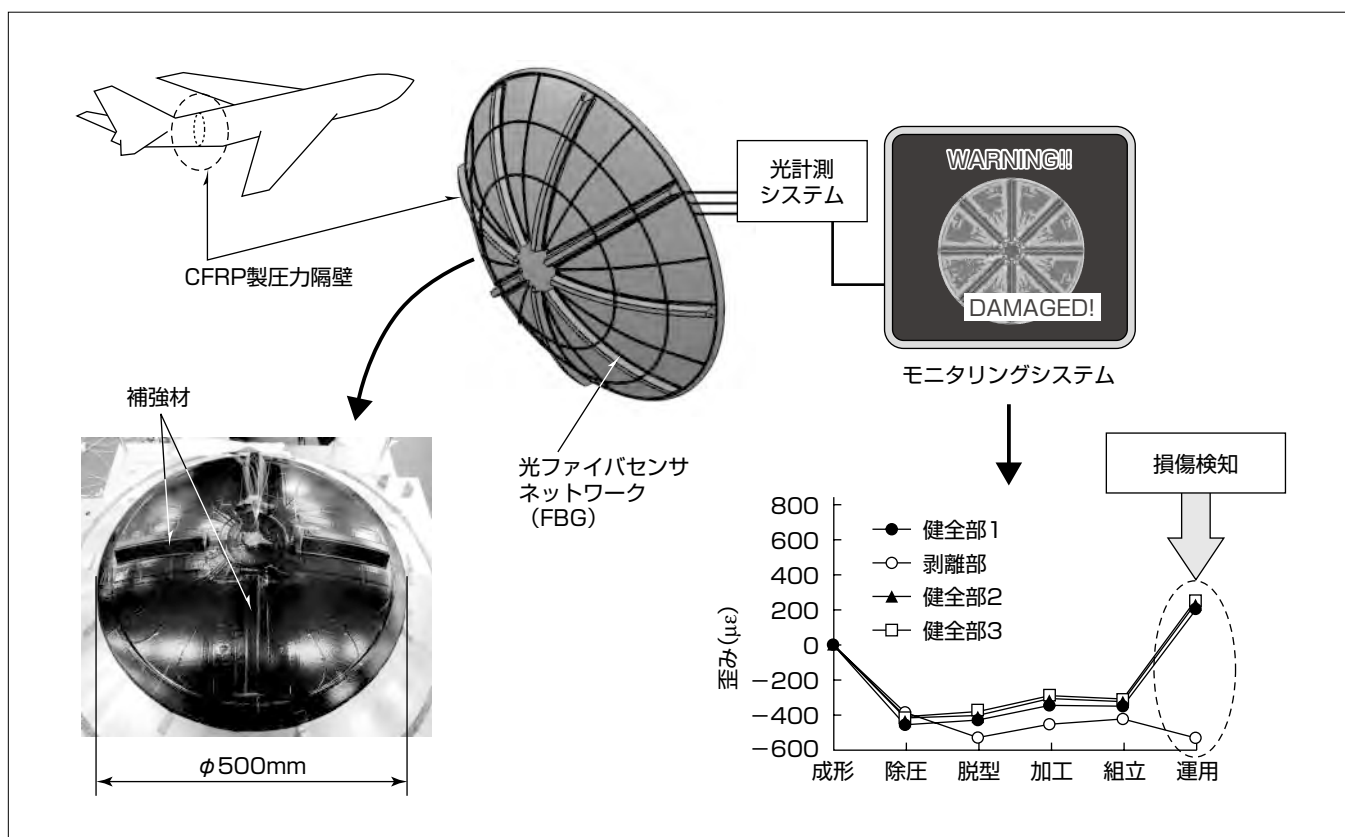 CFRP製圧力隔壁
光計測
システム
WARNING!!
DAMAGED!
モニタリングシステム
補強材
光ファイバセンサ
ネットワーク
（FBG）
φ500mm
損傷検知
健全部1
剥離部
健全部2
健全部3
歪み(με)
800
600
400
200
0
−200
−400
−600
成形 除圧 脱型 加工 組立 運用